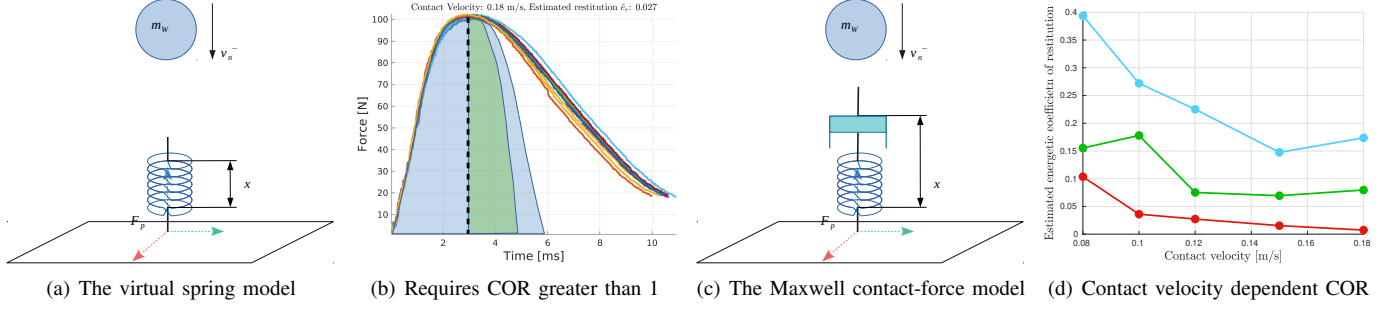 m_w
v_n^-
x
F_p
(a) The virtual spring model
Contact Velocity: 0.18 m/s, Estimated restitution ê_r: 0.027
Force [N]
100
90
80
70
60
50
40
30
20
10
0
2
4
6
8
10
Time [ms]
(b) Requires COR greater than 1
m_w
v_n^-
x
F_p
(c) The Maxwell contact-force model
Estimated energetic coefficietn of restitution
0.4
0.35
0.3
0.25
0.2
0.15
0.1
0.05
0
0.08
0.1
0.12
0.14
0.16
0.18
Contact velocity [m/s]
(d) Contact velocity dependent COR